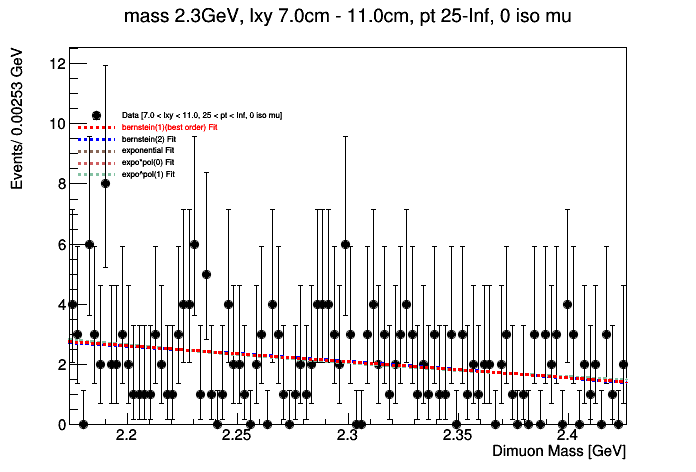 mass 2.3GeV, lxy 7.0cm - 11.0cm, pt 25-Inf, 0 iso mu
Events/ 0.00253 GeV
12
10
8
6
4
2
0
Data [7.0 < lxy < 11.0, 25 < pt < Inf, 0 iso mu]
bernstein(1)(best order) Fit
bernstein(2) Fit
exponential Fit
expo*pol(0) Fit
expo^pol(1) Fit
2.2 2.25 2.3 2.35 2.4
Dimuon Mass [GeV]